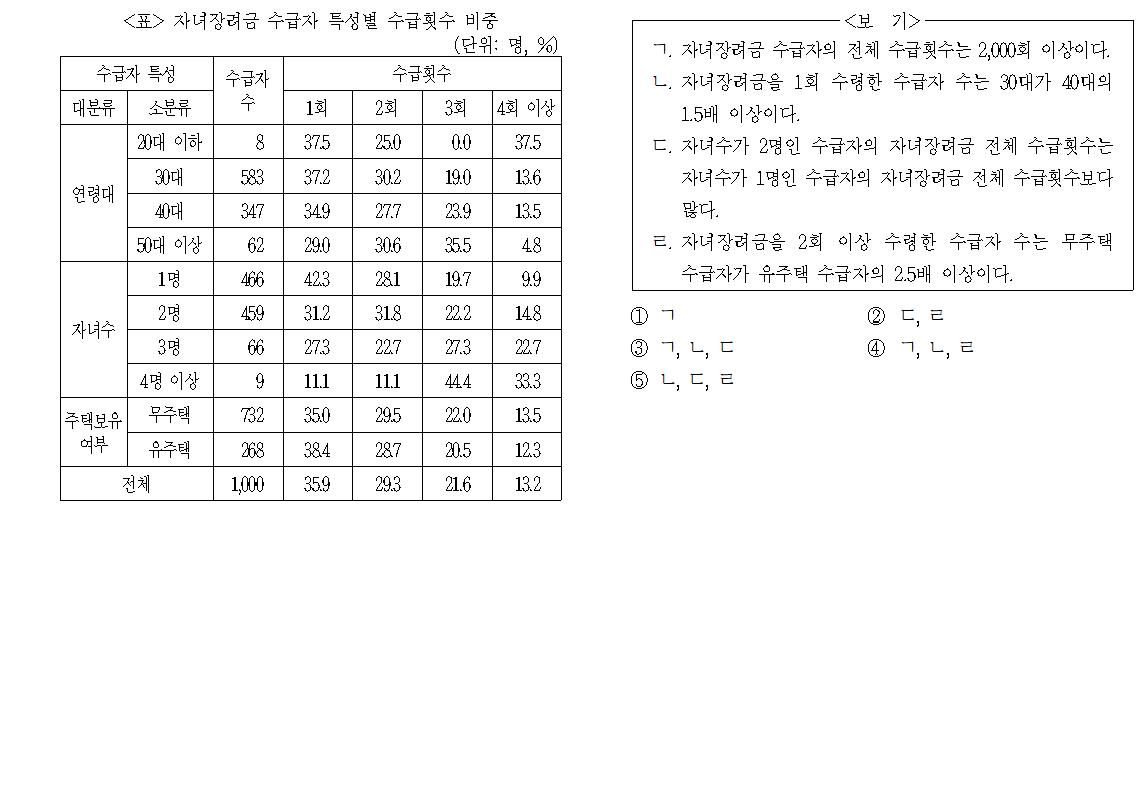 <표> 자녀장려금 수급자 특성별 수급횟수 비중
(단위: 명, %)
수급자 특성 수급자 수 수급횟수
대분류 소분류 1회 2회 3회 4회 이상
연령대 20대 이하 8 37.5 25.0 0.0 37.5
30대 583 37.2 30.2 19.0 13.6
40대 347 34.9 27.7 23.9 13.5
50대 이상 62 29.0 30.6 35.5 4.8
자녀수 1명 466 42.3 28.1 19.7 9.9
2명 459 31.2 31.8 22.2 14.8
3명 66 27.3 22.7 27.3 22.7
4명 이상 9 11.1 11.1 44.4 33.3
주택보유 여부 무주택 732 35.0 29.5 22.0 13.5
유주택 268 38.4 28.7 20.5 12.3
전체 1,000 35.9 29.3 21.6 13.2
<보 기>
ㄱ. 자녀장려금 수급자의 전체 수급횟수는 2,000회 이상이다.
ㄴ. 자녀장려금을 1회 수령한 수급자 수는 30대가 40대의
1.5배 이상이다.
ㄷ. 자녀수가 2명인 수급자의 자녀장려금 전체 수급횟수는
자녀수가 1명인 수급자의 자녀장려금 전체 수급횟수보다
많다.
ㄹ. 자녀장려금을 2회 이상 수령한 수급자 수는 무주택
수급자가 유주택 수급자의 2.5배 이상이다.
① ㄱ ② ㄷ, ㄹ
③ ㄱ, ㄴ, ㄷ ④ ㄱ, ㄴ, ㄹ
⑤ ㄴ, ㄷ, ㄹ